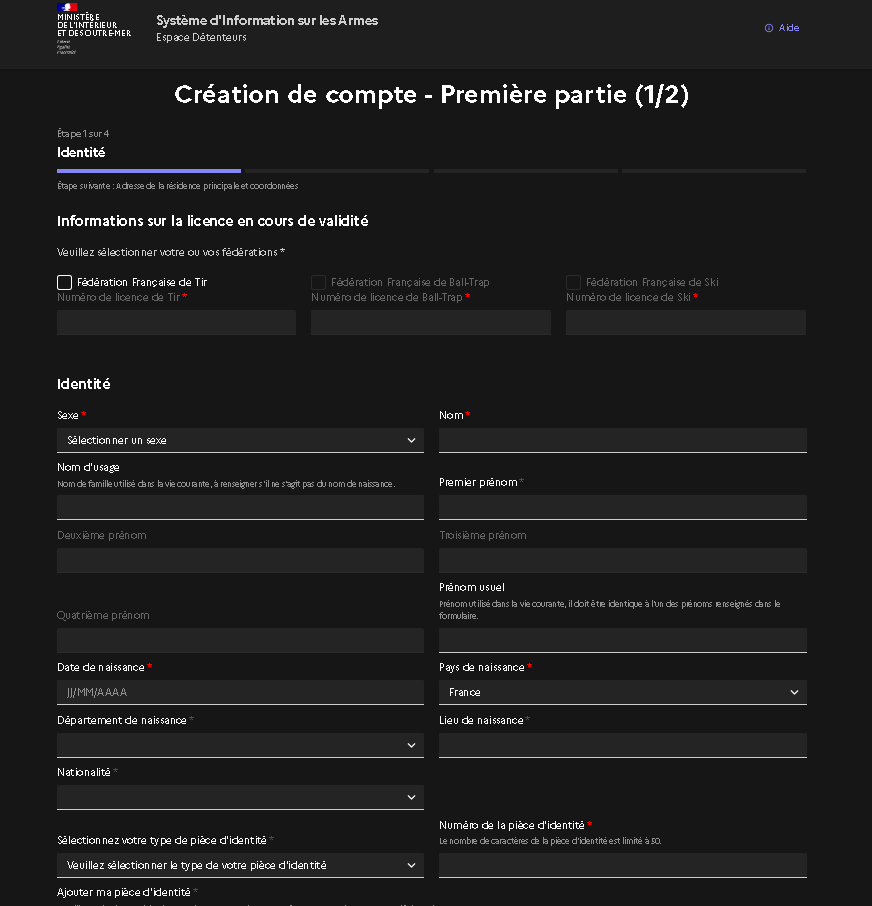 MINISTÈRE
DE L'INTÉRIEUR
ET DES OUTRE-MER
Liberté
Égalité
Fraternité
Système d'Information sur les Armes
Espace Détenteurs
Aide
Création de compte - Première partie (1/2)
Étape 1 sur 4
Identité
Étape suivante : Adresse de la résidence principale et coordonnées
Informations sur la licence en cours de validité
Veuillez sélectionner votre ou vos fédérations *
Fédération Française de Tir
Fédération Française de Ball-Trap
Fédération Française de Ski
Numéro de licence de Tir *
Numéro de licence de Ball-Trap *
Numéro de licence de Ski *
Identité
Sexe *
Nom *
Sélectionner un sexe
Nom d'usage
Nom de famille utilisé dans la vie courante, à renseigner s'il ne s'agit pas du nom de naissance.
Premier prénom *
Deuxième prénom
Troisième prénom
Quatrième prénom
Prénom usuel
Prénom utilisé dans la vie courante, il doit être identique à l'un des prénoms renseignés dans le
formulaire.
Date de naissance *
Pays de naissance *
JJ/MM/AAAA
France
Département de naissance *
Lieu de naissance *
Nationalité *
Sélectionnez votre type de pièce d'identité *
Numéro de la pièce d'identité *
Le nombre de caractères de la pièce d'identité est limité à 50.
Veuillez sélectionner le type de votre pièce d'identité
Ajouter ma pièce d'identité *